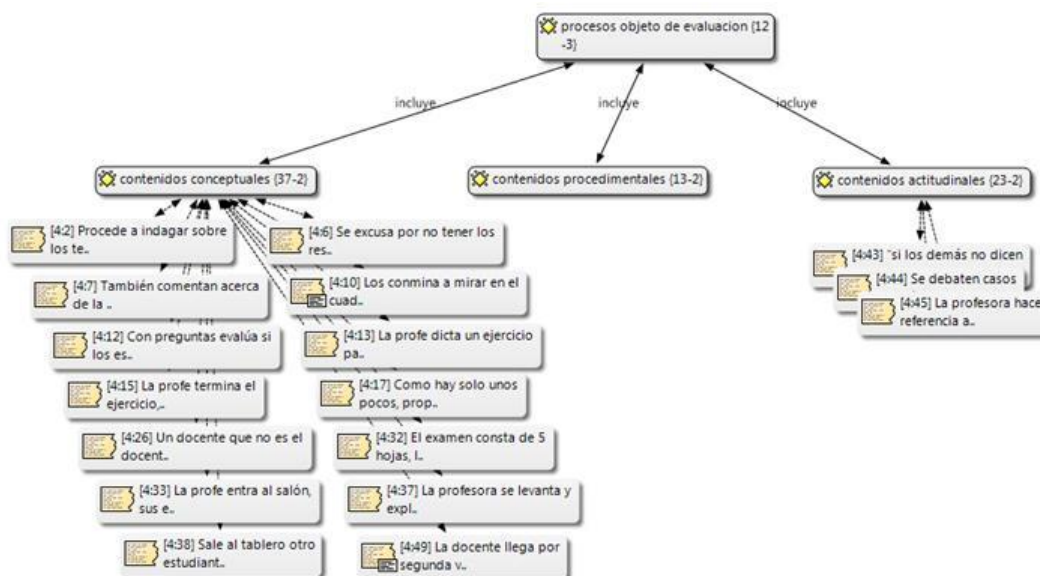 procesos objeto de evaluacion {12
-3}
incluye
incluye
incluye
contenidos conceptuales {37-2}
contenidos procedimentales {13-2}
contenidos actitudinales {23-2}
[4:2] Procede a indagar sobre
los te..
[4:6] Se excusa por no tener los
res..
[4:7] También comentan acerca
de la ..
[4:10] Los conmina a mirar en el
cuad..
[4:12] Con preguntas evalúa si
los es..
[4:13] La profe dicta un ejercicio
pa..
[4:15] La profe termina el
ejercicio,..
[4:17] Como hay solo unos
pocos, prop..
[4:26] Un docente que no es el
docent..
[4:32] El examen consta de 5
hojas, l..
[4:33] La profe entra al salón,
sus e..
[4:37] La profesora se levanta y
expl..
[4:38] Sale al tablero otro
estudiant..
[4:49] La docente llega por
segunda v..
[4:43] "si los demás no dicen
[4:44] Se debaten casos
[4:45] La profesora hace
referencia a..